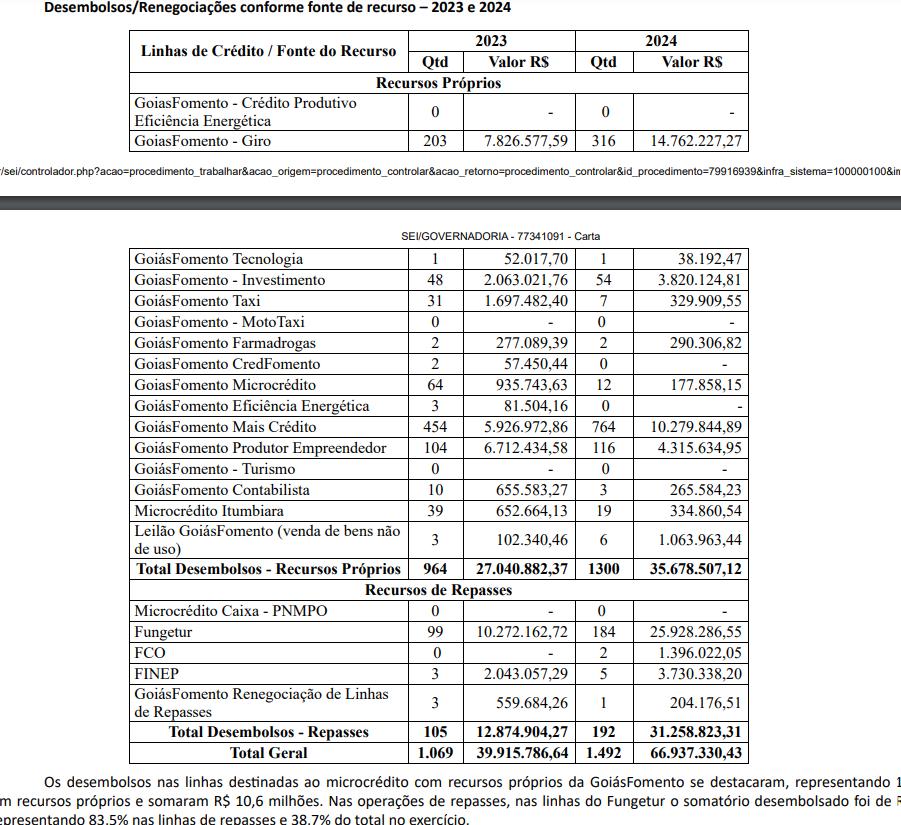 Desembolsos/Renegociações conforme fonte de recurso – 2023 e 2024
Linhas de Crédito / Fonte do Recurso 2023 2024
Qtd Valor R$ Qtd Valor R$
Recursos Próprios
GoiasFomento - Crédito Produtivo
Eficiência Energética 0 - 0 -
GoiasFomento - Giro 203 7.826.577,59 316 14.762.227,27
/sei/controlador.php?acao=procedimento_trabalhar&acao_origem=procedimento_controlar&acao_retorno=procedimento_controlar&id_procedimento=79916939&infra_sistema=100000100&in
SEI/GOVERNADORIA - 77341091 - Carta
GoiásFomento Tecnologia 1 52.017,70 1 38.192,47
GoiasFomento - Investimento 48 2.063.021,76 54 3.820.124,81
GoiásFomento Taxi 31 1.697.482,40 7 329.909,55
GoiasFomento - MotoTaxi 0 - 0 -
GoiásFomento Farmadrogas 2 277.089,39 2 290.306,82
GoiasFomento CredFomento 2 57.450,44 0 -
GoiasFomento Microcrédito 64 935.743,63 12 177.858,15
GoiásFomento Eficiência Energética 3 81.504,16 0 -
GoiásFomento Mais Crédito 454 5.926.972,86 764 10.279.844,89
GoiásFomento Produtor Empreendedor 104 6.712.434,58 116 4.315.634,95
GoiásFomento - Turismo 0 - 0 -
GoiásFomento Contabilista 10 655.583,27 3 265.584,23
Microcrédito Itumbiara 39 652.664,13 19 334.860,54
Leilão GoiásFomento (venda de bens não
de uso) 3 102.340,46 6 1.063.963,44
Total Desembolsos - Recursos Próprios 964 27.040.882,37 1300 35.678.507,12
Recursos de Repasses
Microcrédito Caixa - PNMPO 0 - 0 -
Fungetur 99 10.272.162,72 184 25.928.286,55
FCO 0 - 2 1.396.022,05
FINEP 3 2.043.057,29 5 3.730.338,20
GoiásFomento Renegociação de Linhas
de Repasses 3 559.684,26 1 204.176,51
Total Desembolsos - Repasses 105 12.874.904,27 192 31.258.823,31
Total Geral 1.069 39.915.786,64 1.492 66.937.330,43
Os desembolsos nas linhas destinadas ao microcrédito com recursos próprios da GoiásFomento se destacaram, representando 1
m recursos próprios e somaram R$ 10,6 milhões. Nas operações de repasses, nas linhas do Fungetur o somatório desembolsado foi de R
epresentando 83,5% nas linhas de repasses e 38,7% do total no exercício.